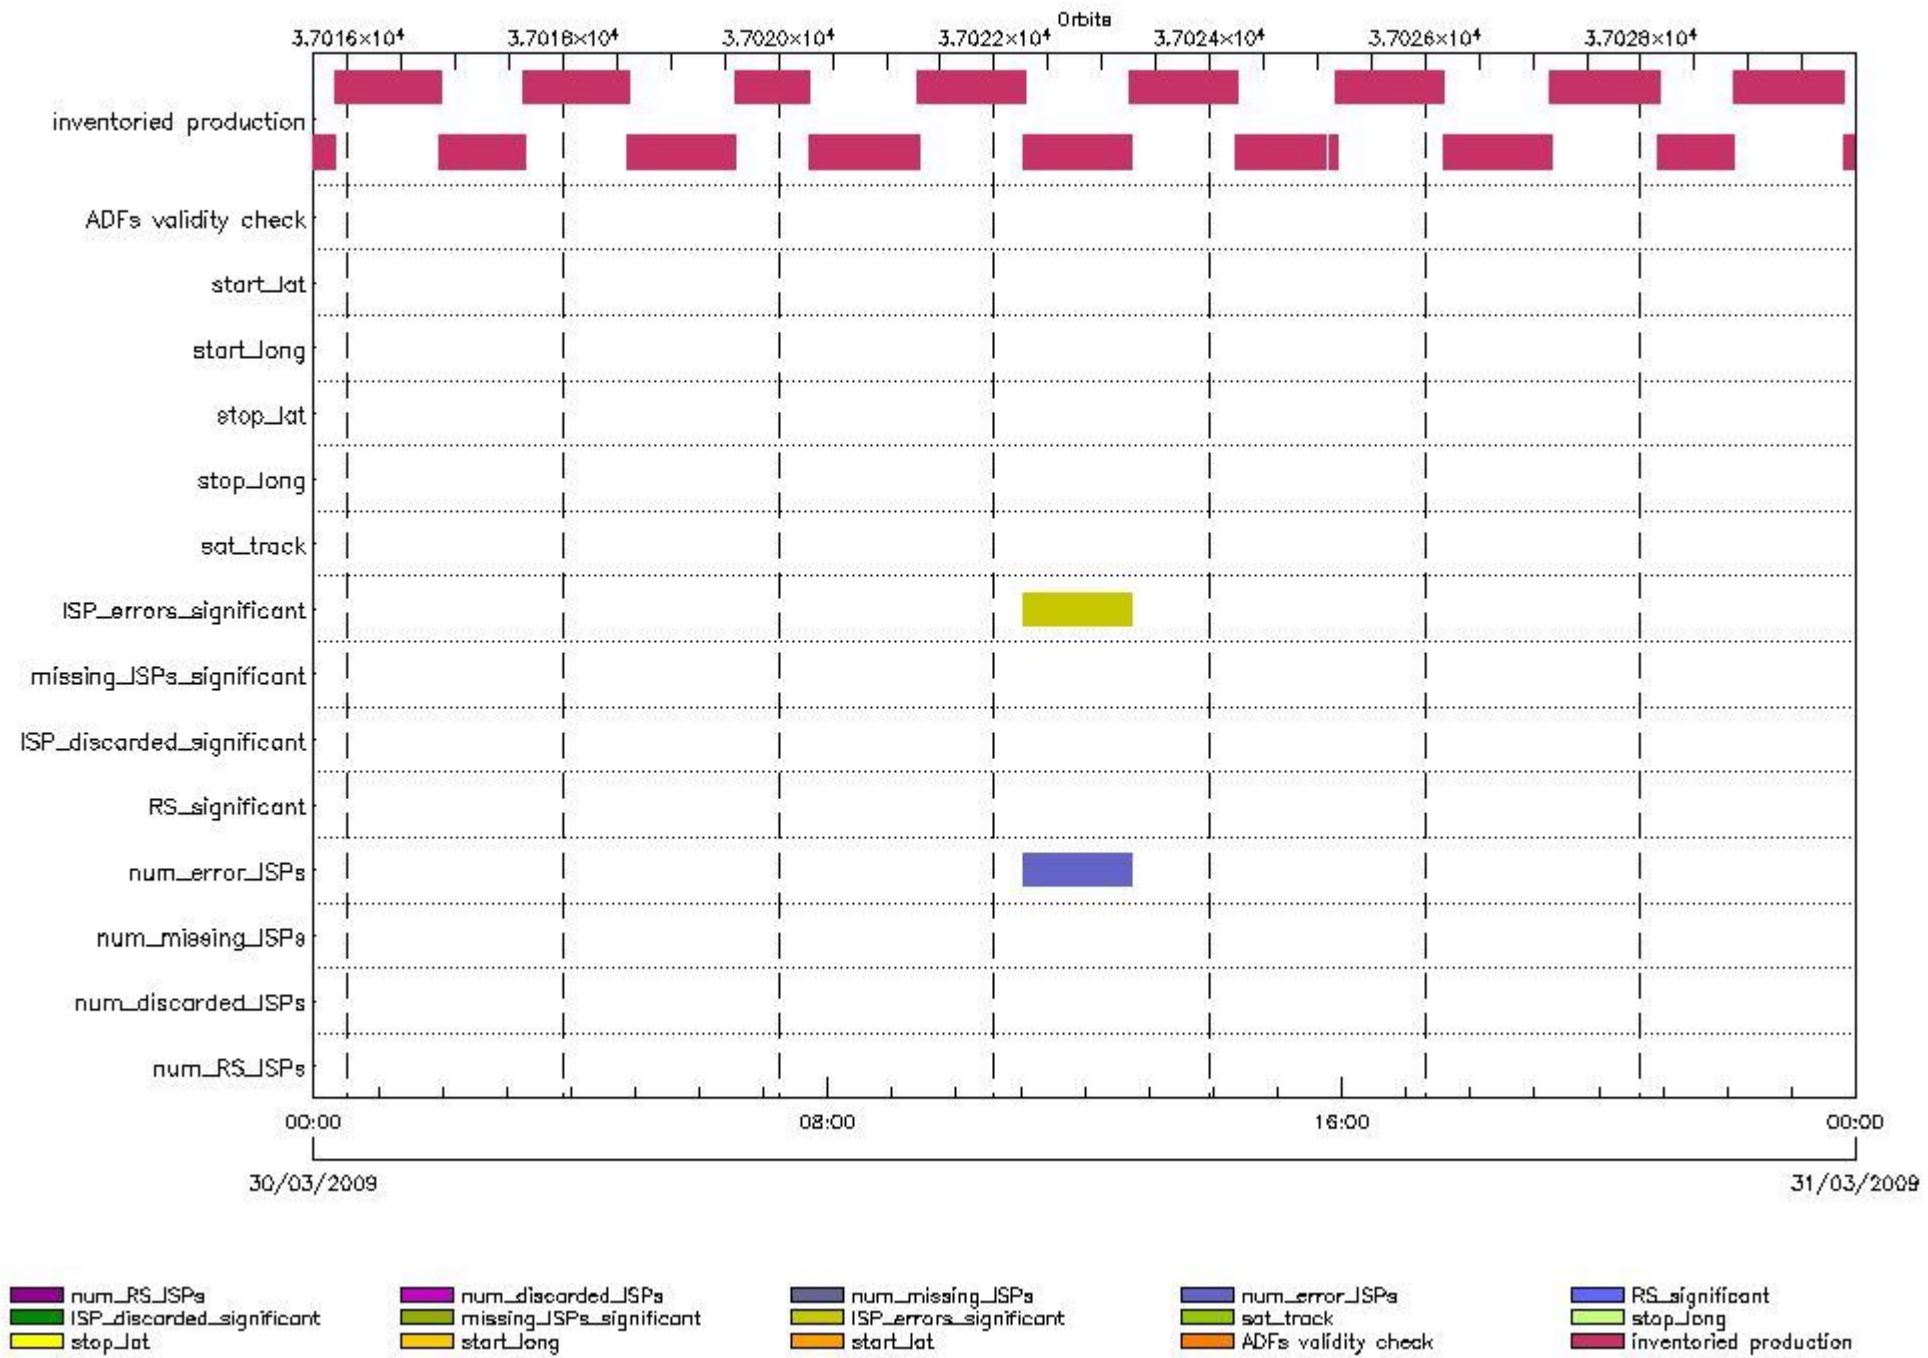 Orbits
3.7016×10⁴ 3.7018×10⁴ 3.7020×10⁴ 3.7022×10⁴ 3.7024×10⁴ 3.7026×10⁴ 3.7028×10⁴
inventoried production
ADFs validity check
start_lat
start_long
stop_lat
stop_long
sat_track
ISP_errors_significant
missing_ISPs_significant
ISP_discarded_significant
RS_significant
num_error_ISPs
num_missing_ISPs
num_discarded_ISPs
num_RS_ISPs
00:00 08:00 16:00 00:00
30/03/2009 31/03/2009
num_RS_ISPs num_discarded_ISPs num_missing_ISPs num_error_ISPs RS_significant
ISP_discarded_significant missing_ISPs_significant ISP_errors_significant sat_track stop_long
stop_lat start_long start_lat ADFs validity check inventoried production